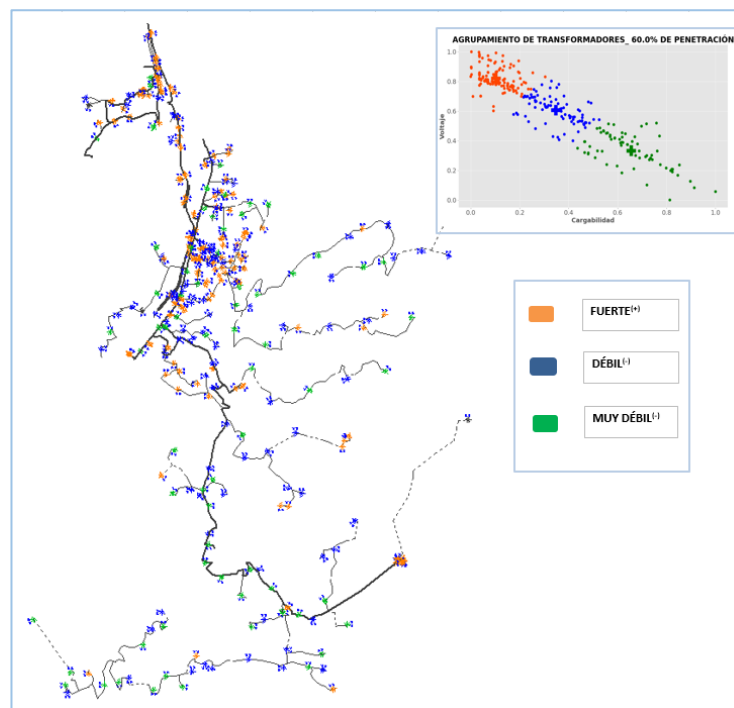 AGRUPAMIENTO DE TRANSFORMADORES_ 60.0% DE PENETRACIÓN
1.0
0.8
0.6
0.4
0.2
0.0
Voltaje
0.0 0.2 0.4 0.6 0.8 1.0
Cargabilidad
FUERTE(+)
DÉBIL(-)
MUY DÉBIL(-)